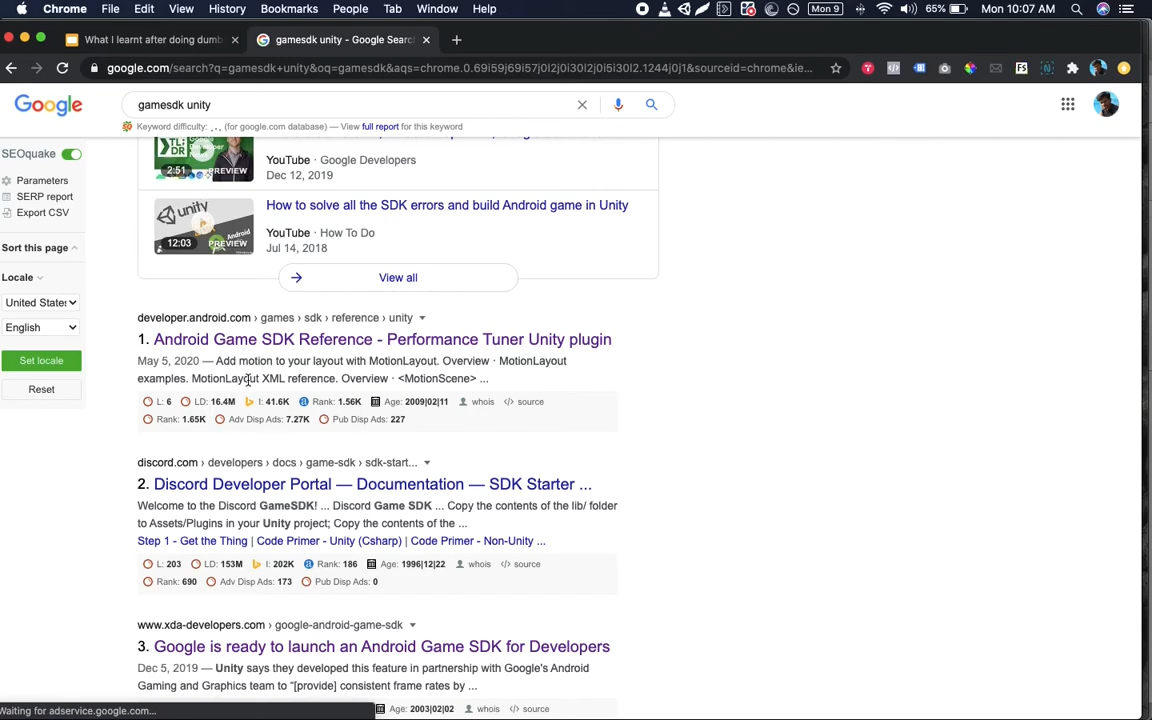 Chrome File Edit View History Bookmarks People Tab Window Help
Mon 9 65% Mon 10:07 AM
What I learnt after doing dumb
gamesdk unity - Google Searc
google.com/search?q=gamesdk+unity&oq=gamesdk&aqs=chrome.0.69i59j69i57j0l2j0i30l2j0i5i30l2.1244j0j1&sourceid=chrome&ie...
Google
gamesdk unity
Keyword difficulty: (for google.com database) — View full report for this keyword
SEOquake
Parameters
SERP report
Export CSV
Sort this page
Locale
United States
English
Set locale
Reset
TL;DR
2:51 PREVIEW
YouTube · Google Developers
Dec 12, 2019
unity
Android
12:03 PREVIEW
How to solve all the SDK errors and build Android game in Unity
YouTube · How To Do
Jul 14, 2018
View all
developer.android.com › games › sdk › reference › unity
1. Android Game SDK Reference - Performance Tuner Unity plugin
May 5, 2020 — Add motion to your layout with MotionLayout. Overview · MotionLayout
examples. MotionLayout XML reference. Overview · <MotionScene> ...
L: 6 LD: 16.4M I: 41.6K Rank: 1.56K Age: 2009|02|11 whois </> source
Rank: 1.65K Adv Disp Ads: 7.27K Pub Disp Ads: 227
discord.com › developers › docs › game-sdk › sdk-start...
2. Discord Developer Portal — Documentation — SDK Starter ...
Welcome to the Discord GameSDK! ... Discord Game SDK ... Copy the contents of the lib/ folder
to Assets/Plugins in your Unity project; Copy the contents of the ...
Step 1 - Get the Thing | Code Primer - Unity (Csharp) | Code Primer - Non-Unity ...
L: 203 LD: 153M I: 202K Rank: 186 Age: 1996|12|22 whois </> source
Rank: 690 Adv Disp Ads: 173 Pub Disp Ads: 0
www.xda-developers.com › google-android-game-sdk
3. Google is ready to launch an Android Game SDK for Developers
Dec 5, 2019 — Unity says they developed this feature in partnership with Google's Android
Gaming and Graphics team to "[provide] consistent frame rates by ...
Age: 2003|02|02 whois </> source
Waiting for adservice.google.com...